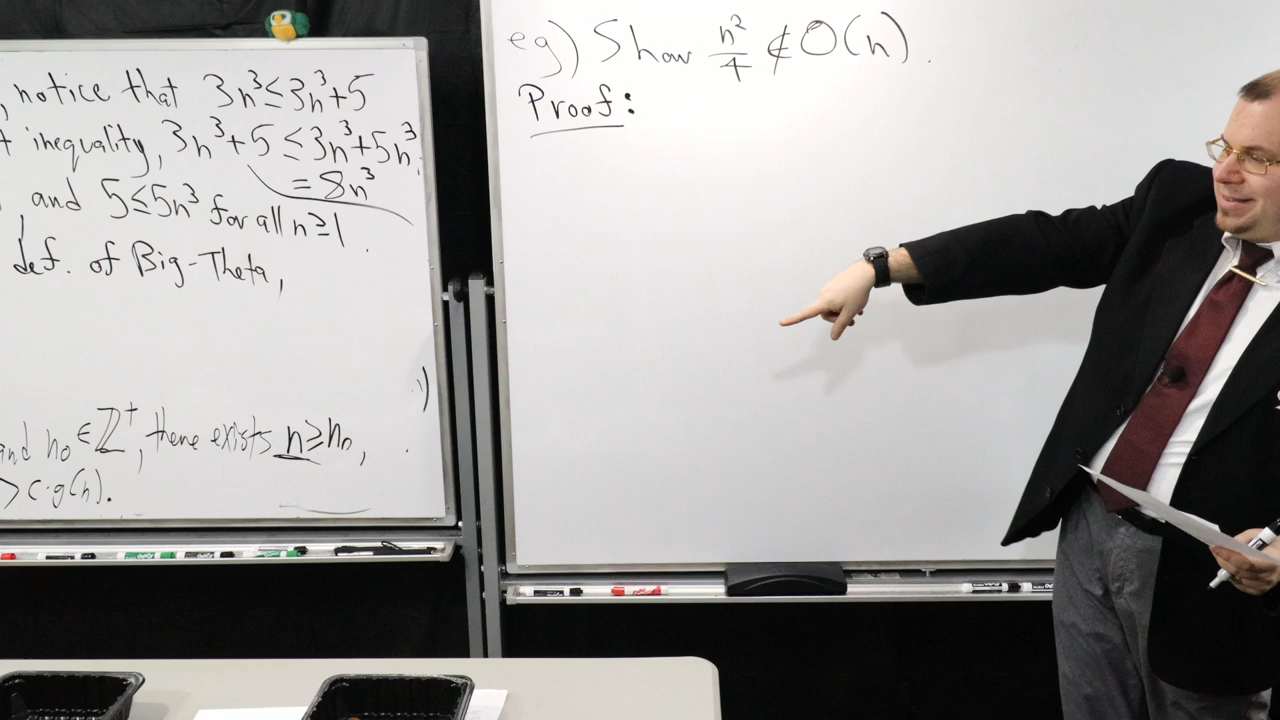 , notice that 3n³≤3n³+5
t inequality, 3n³+5 ≤3n³+5n³,
=8n³
, and 5≤5n³ for all n≥1.
def. of Big-Theta,
and n₀∈ℤ⁺, there exists n≥n₀,
>c·g(n).
eg) Show n²/4 ∉ O(n).
Proof: